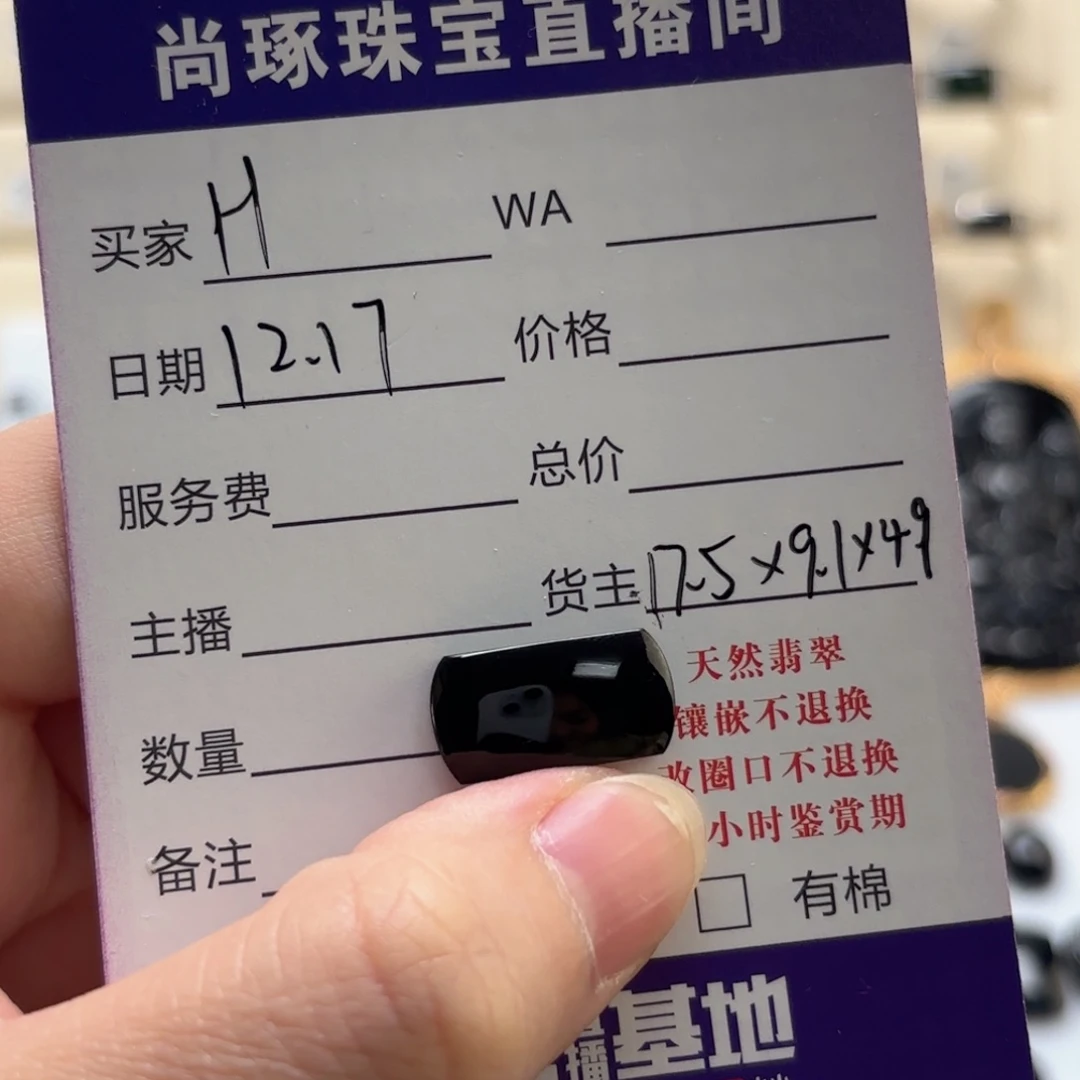 尚琢珠宝直播间
买家 H WA
日期 12.17 价格
服务费 总价
主播 货主 17.5×9.1×4.9
天然翡翠
数量 镶嵌不退换
改圈口不退换
小时鉴赏期
备注
有棉
播基地